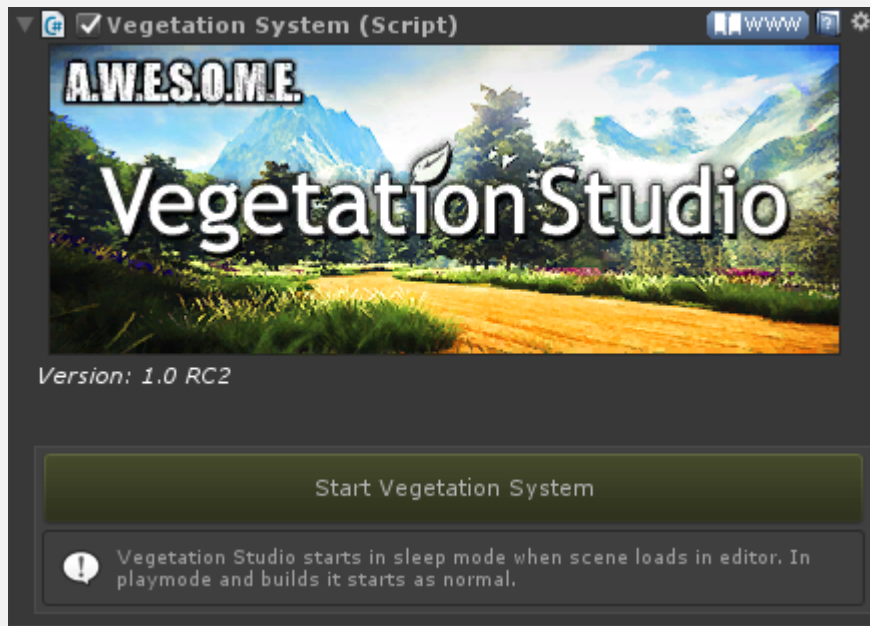 Vegetation System (Script)
WWW
A.W.E.S.O.M.E.
Vegetation Studio
Version: 1.0 RC2
Start Vegetation System
Vegetation Studio starts in sleep mode when scene loads in editor. In
playmode and builds it starts as normal.